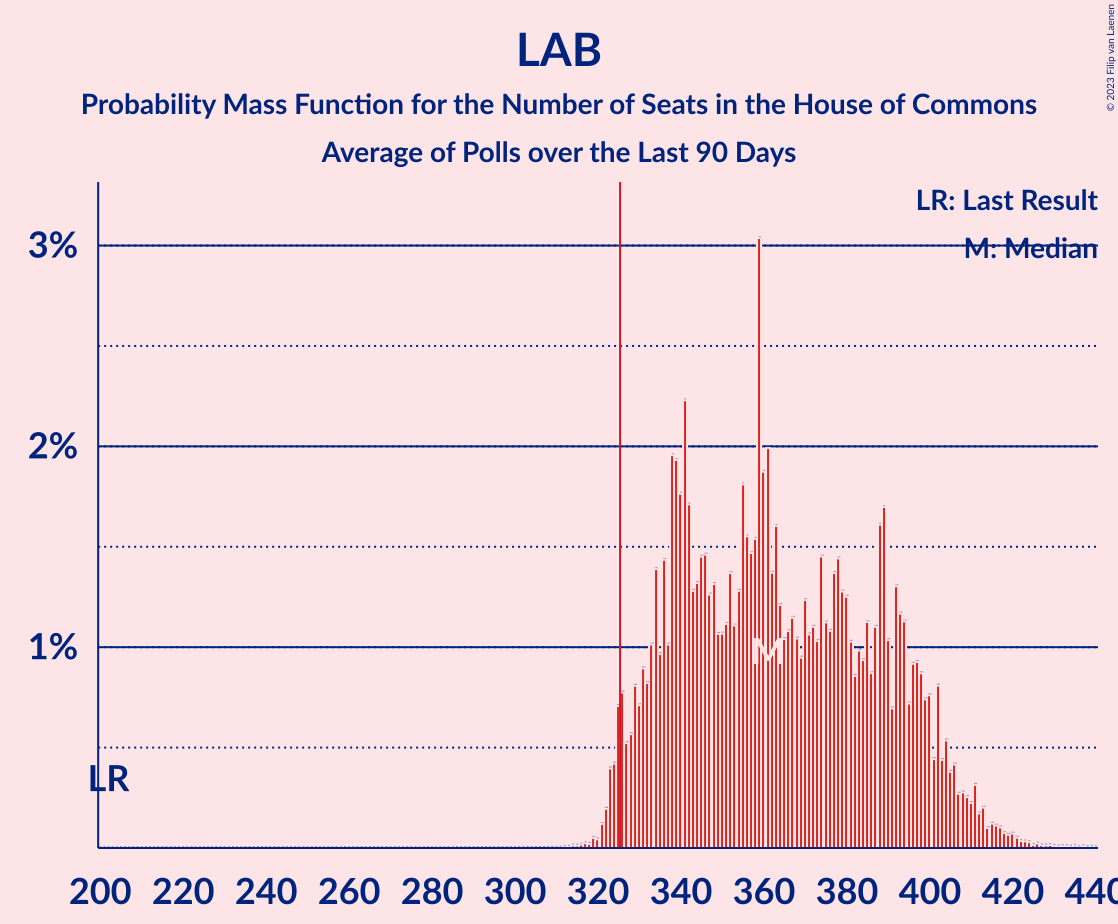 LAB
Probability Mass Function for the Number of Seats in the House of Commons
Average of Polls over the Last 90 Days
© 2023 Filip van Laenen
LR: Last Result
M: Median
3%
2%
1%
LR
M
200 220 240 260 280 300 320 340 360 380 400 420 440